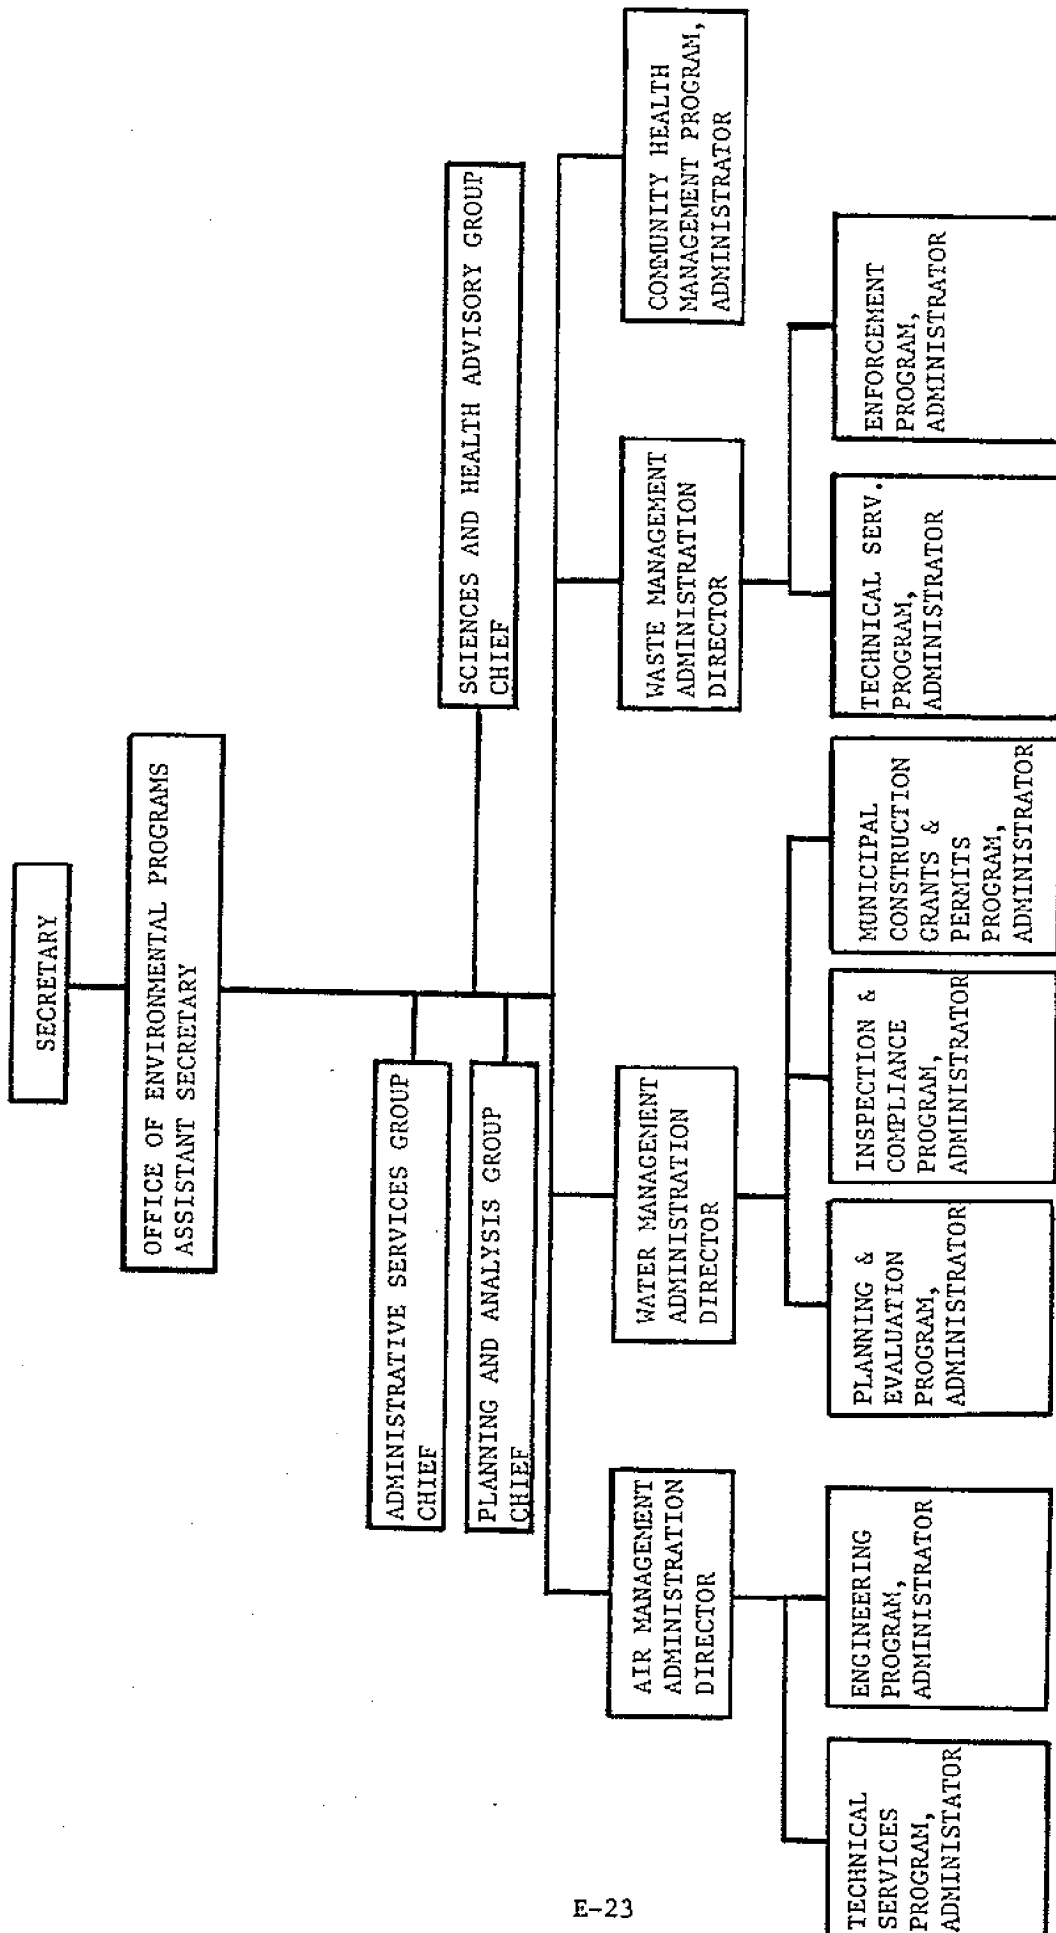 SECRETARY
OFFICE OF ENVIRONMENTAL PROGRAMS
ASSISTANT SECRETARY
ADMINISTRATIVE SERVICES GROUP
CHIEF
PLANNING AND ANALYSIS GROUP
CHIEF
SCIENCES AND HEALTH ADVISORY GROUP
CHIEF
AIR MANAGEMENT
ADMINISTRATION
DIRECTOR
WATER MANAGEMENT
ADMINISTRATION
DIRECTOR
WASTE MANAGEMENT
ADMINISTRATION
DIRECTOR
COMMUNITY HEALTH
MANAGEMENT PROGRAM,
ADMINISTRATOR
TECHNICAL
SERVICES
PROGRAM,
ADMINISTATOR
ENGINEERING
PROGRAM,
ADMINISTRATOR
PLANNING &
EVALUATION
PROGRAM,
ADMINISTRATOR
INSPECTION &
COMPLIANCE
PROGRAM,
ADMINISTRATOR
MUNICIPAL
CONSTRUCTION
GRANTS &
PERMITS
PROGRAM,
ADMINISTRATOR
TECHNICAL SERV.
PROGRAM,
ADMINISTRATOR
ENFORCEMENT
PROGRAM,
ADMINISTRATOR
E-23